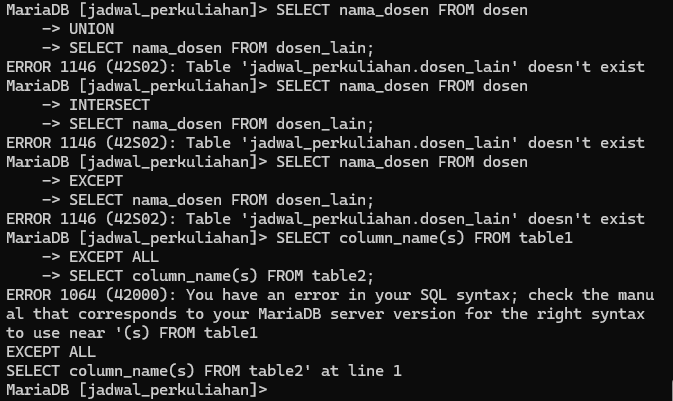 MariaDB [jadwal_perkuliahan]> SELECT nama_dosen FROM dosen
    -> UNION
    -> SELECT nama_dosen FROM dosen_lain;
ERROR 1146 (42S02): Table 'jadwal_perkuliahan.dosen_lain' doesn't exist
MariaDB [jadwal_perkuliahan]> SELECT nama_dosen FROM dosen
    -> INTERSECT
    -> SELECT nama_dosen FROM dosen_lain;
ERROR 1146 (42S02): Table 'jadwal_perkuliahan.dosen_lain' doesn't exist
MariaDB [jadwal_perkuliahan]> SELECT nama_dosen FROM dosen
    -> EXCEPT
    -> SELECT nama_dosen FROM dosen_lain;
ERROR 1146 (42S02): Table 'jadwal_perkuliahan.dosen_lain' doesn't exist
MariaDB [jadwal_perkuliahan]> SELECT column_name(s) FROM table1
    -> EXCEPT ALL
    -> SELECT column_name(s) FROM table2;
ERROR 1064 (42000): You have an error in your SQL syntax; check the manu
al that corresponds to your MariaDB server version for the right syntax
to use near '(s) FROM table1
EXCEPT ALL
SELECT column_name(s) FROM table2' at line 1
MariaDB [jadwal_perkuliahan]>